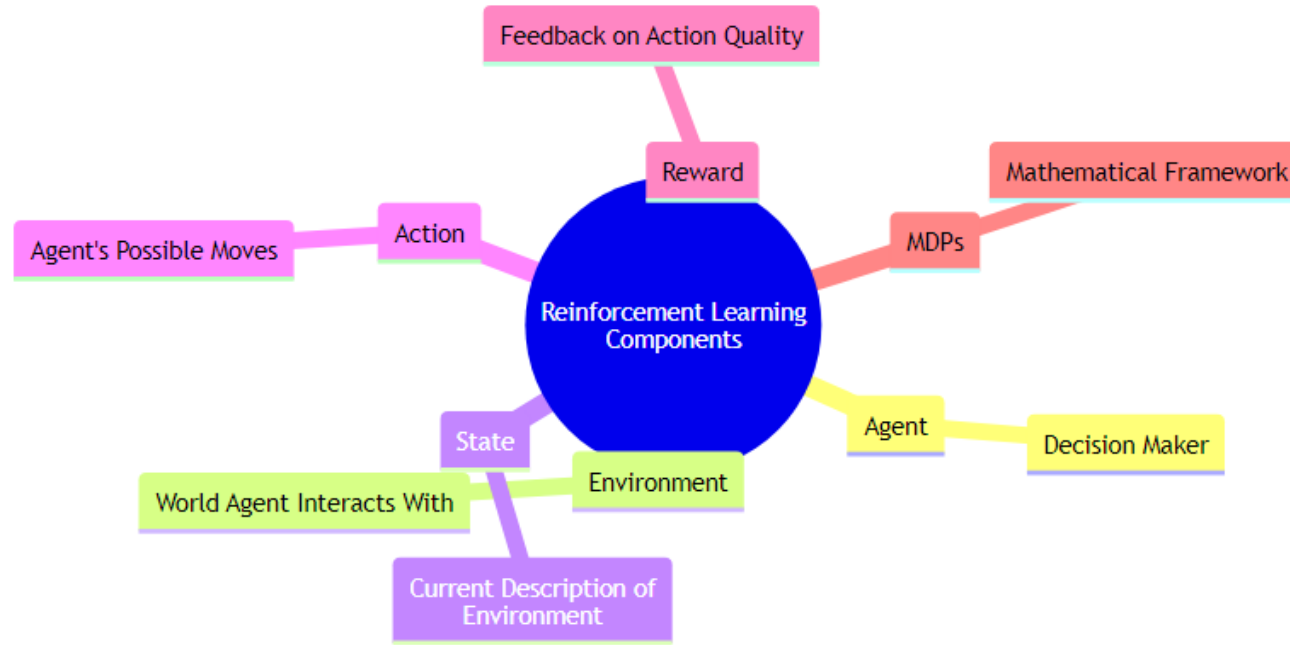 Feedback on Action Quality
Reward
Mathematical Framework
MDPs
Action
Agent's Possible Moves
Reinforcement Learning
Components
Agent
Decision Maker
State
Environment
World Agent Interacts With
Current Description of
Environment